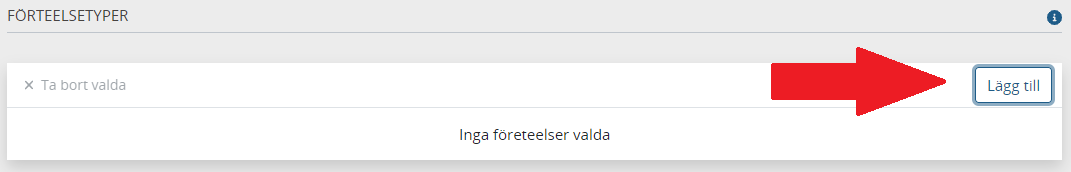 FÖRTEELSETYPER
× Ta bort valda
Lägg till
Inga företeelser valda